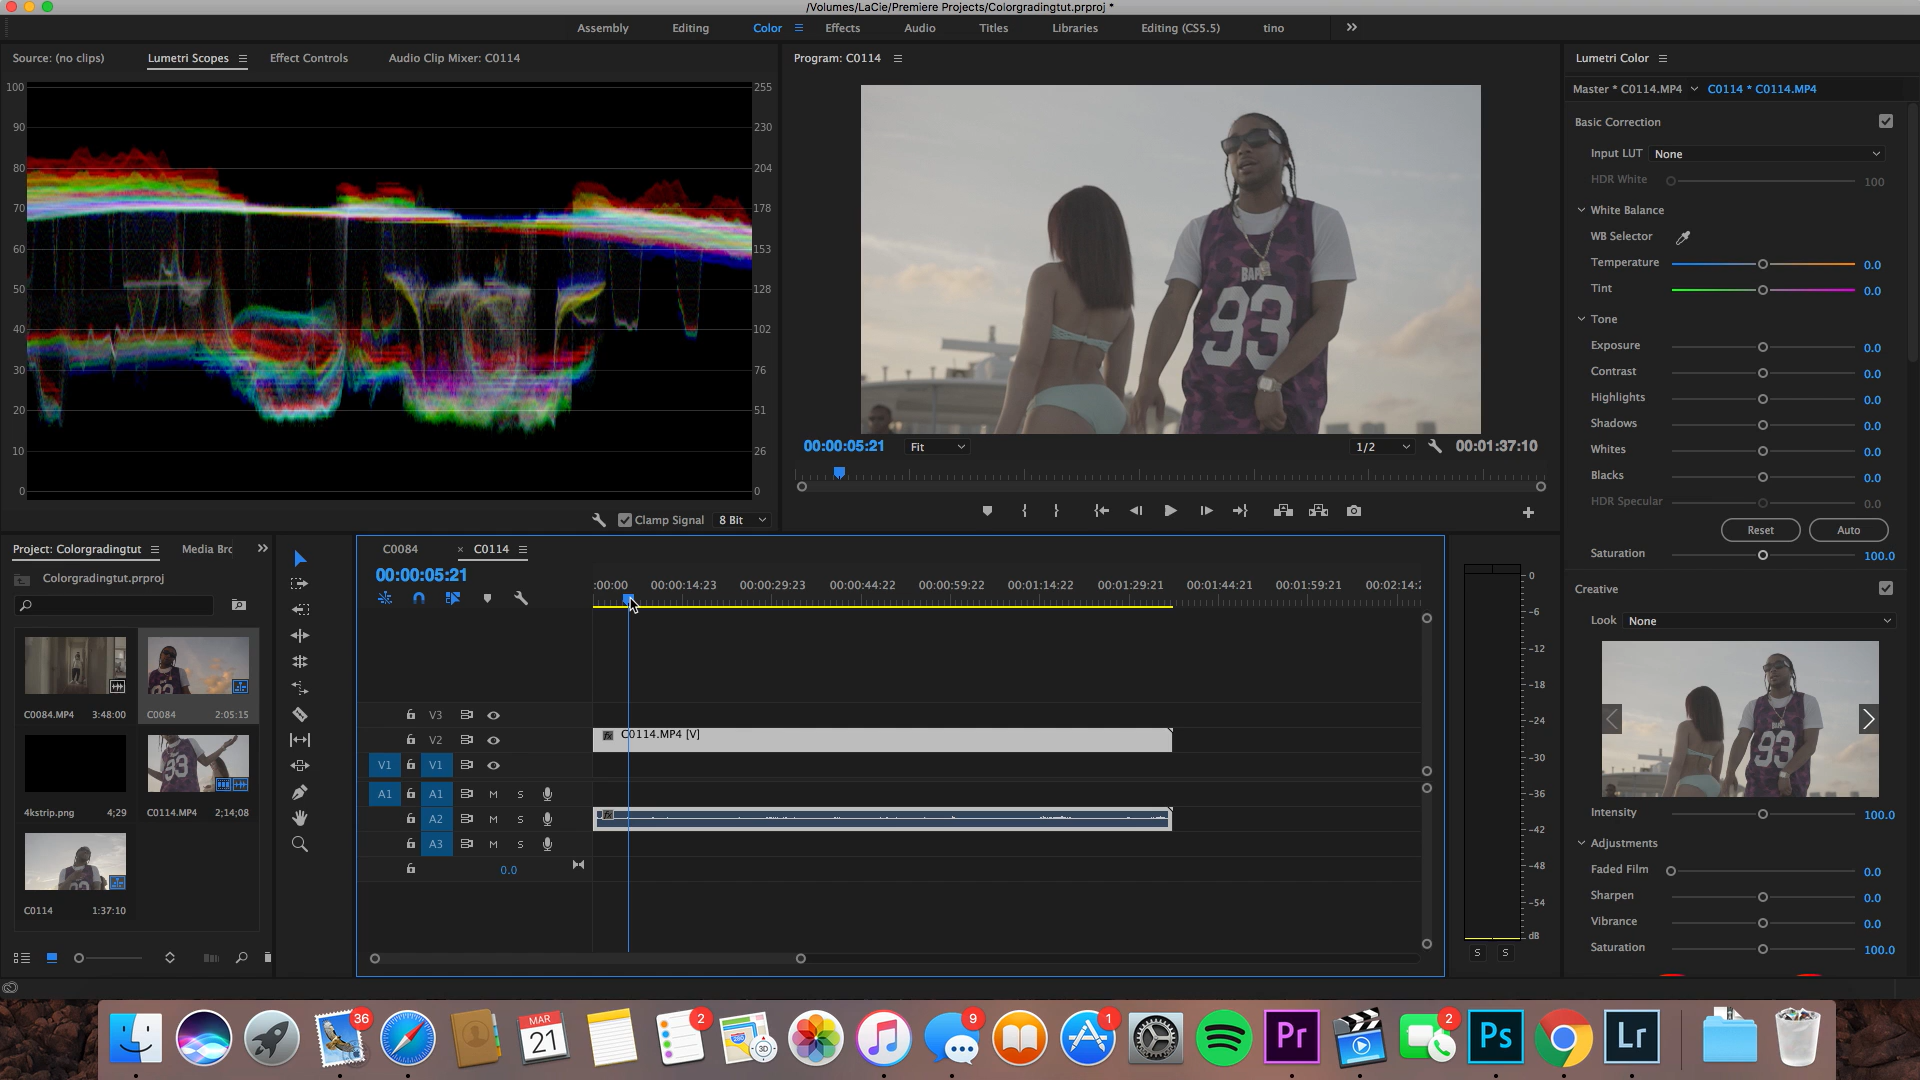 /Volumes/LaCie/Premiere Projects/Colorgradingtut.prproj *
Assembly Editing Color Effects Audio Titles Libraries Editing (CS5.5) tino
Source: (no clips) Lumetri Scopes Effect Controls Audio Clip Mixer: C0114
100 255
90 230
80 204
70 178
60 153
50 128
40 102
30 76
20 51
10 26
0 0
Clamp Signal 8 Bit
Program: C0114
BAPE
93
00:00:05:21 Fit 1/2 00:01:37:10
Lumetri Color
Master * C0114.MP4 C0114 * C0114.MP4
Basic Correction
Input LUT None
HDR White 100
White Balance
WB Selector
Temperature 0.0
Tint 0.0
Tone
Exposure 0.0
Contrast 0.0
Highlights 0.0
Shadows 0.0
Whites 0.0
Blacks 0.0
HDR Specular 0.0
Reset Auto
Saturation 100.0
Creative
Look None
93
Intensity 100.0
Adjustments
Faded Film 0.0
Sharpen 0.0
Vibrance 0.0
Saturation 100.0
Project: Colorgradingtut Media Brc
Colorgradingtut.prproj
C0084.MP4 3:48:00 C0084 2:05:15
4kstrip.png 4;29 C0114.MP4 2;14;08
C0114 1:37:10
C0084 × C0114
00:00:05:21
:00:00 00:00:14:23 00:00:29:23 00:00:44:22 00:00:59:22 00:01:14:22 00:01:29:21 00:01:44:21 00:01:59:21 00:02:14:2
V3
V2 fx C0114.MP4 [V]
V1 V1
A1 A1 M S
A2 M S fx
A3 M S
0.0
0
-6
-12
-18
-24
-30
-36
-42
-48
-54
dB
S S
36 MAR 21 2 280 3D 9 1 Pr 2 Ps Lr